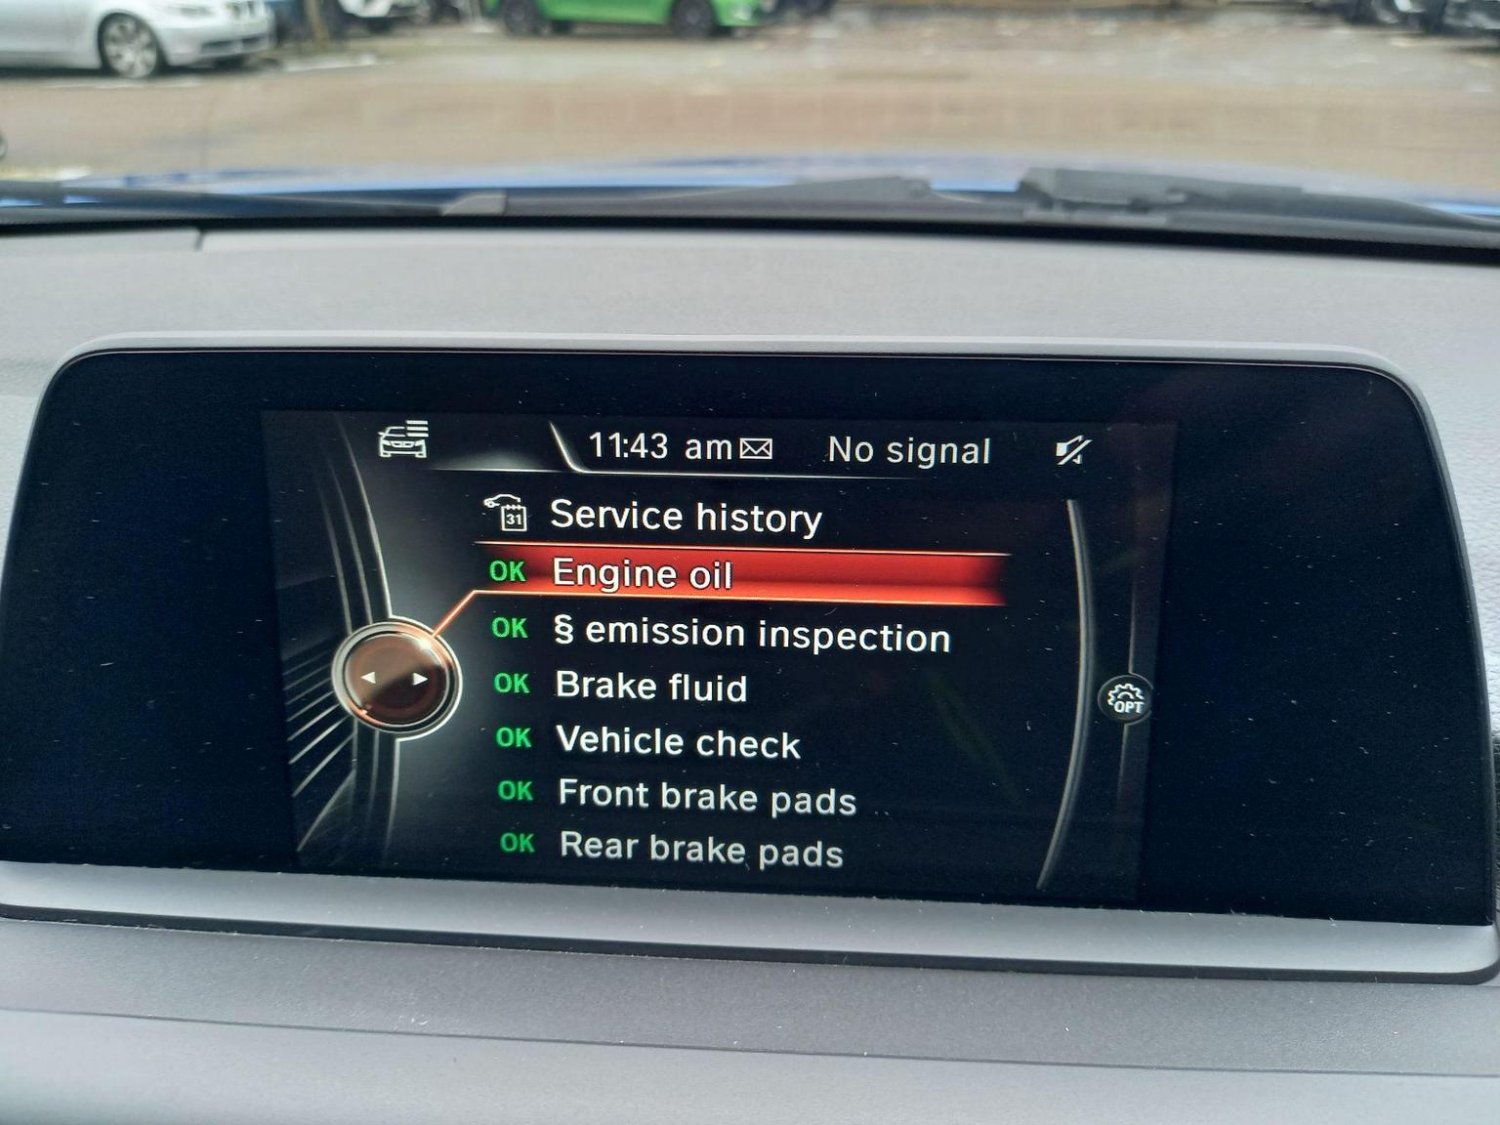 11:43 am No signal
31 Service history
OK Engine oil
OK § emission inspection
OK Brake fluid
OK Vehicle check
OPT
OK Front brake pads
OK Rear brake pads